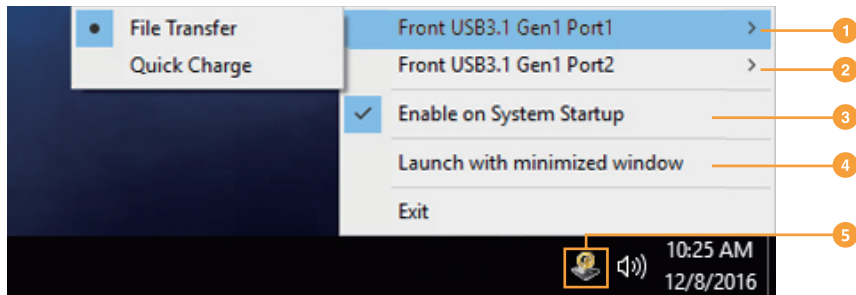 File Transfer
Quick Charge
Front USB3.1 Gen1 Port1
Front USB3.1 Gen1 Port2
Enable on System Startup
Launch with minimized window
Exit
10:25 AM
12/8/2016
1
2
3
4
5